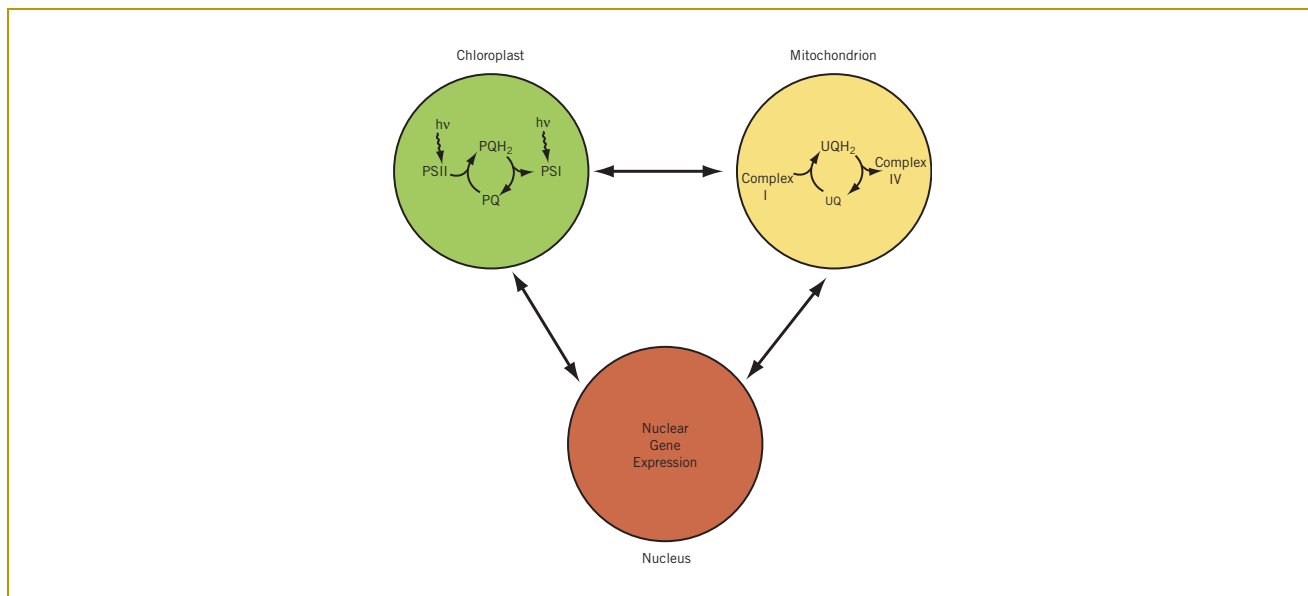 Chloroplast
Mitochondrion
hν
hν
PQH₂
PSII
PSI
PQ
UQH₂
Complex
I
Complex
IV
UQ
Nuclear
Gene
Expression
Nucleus